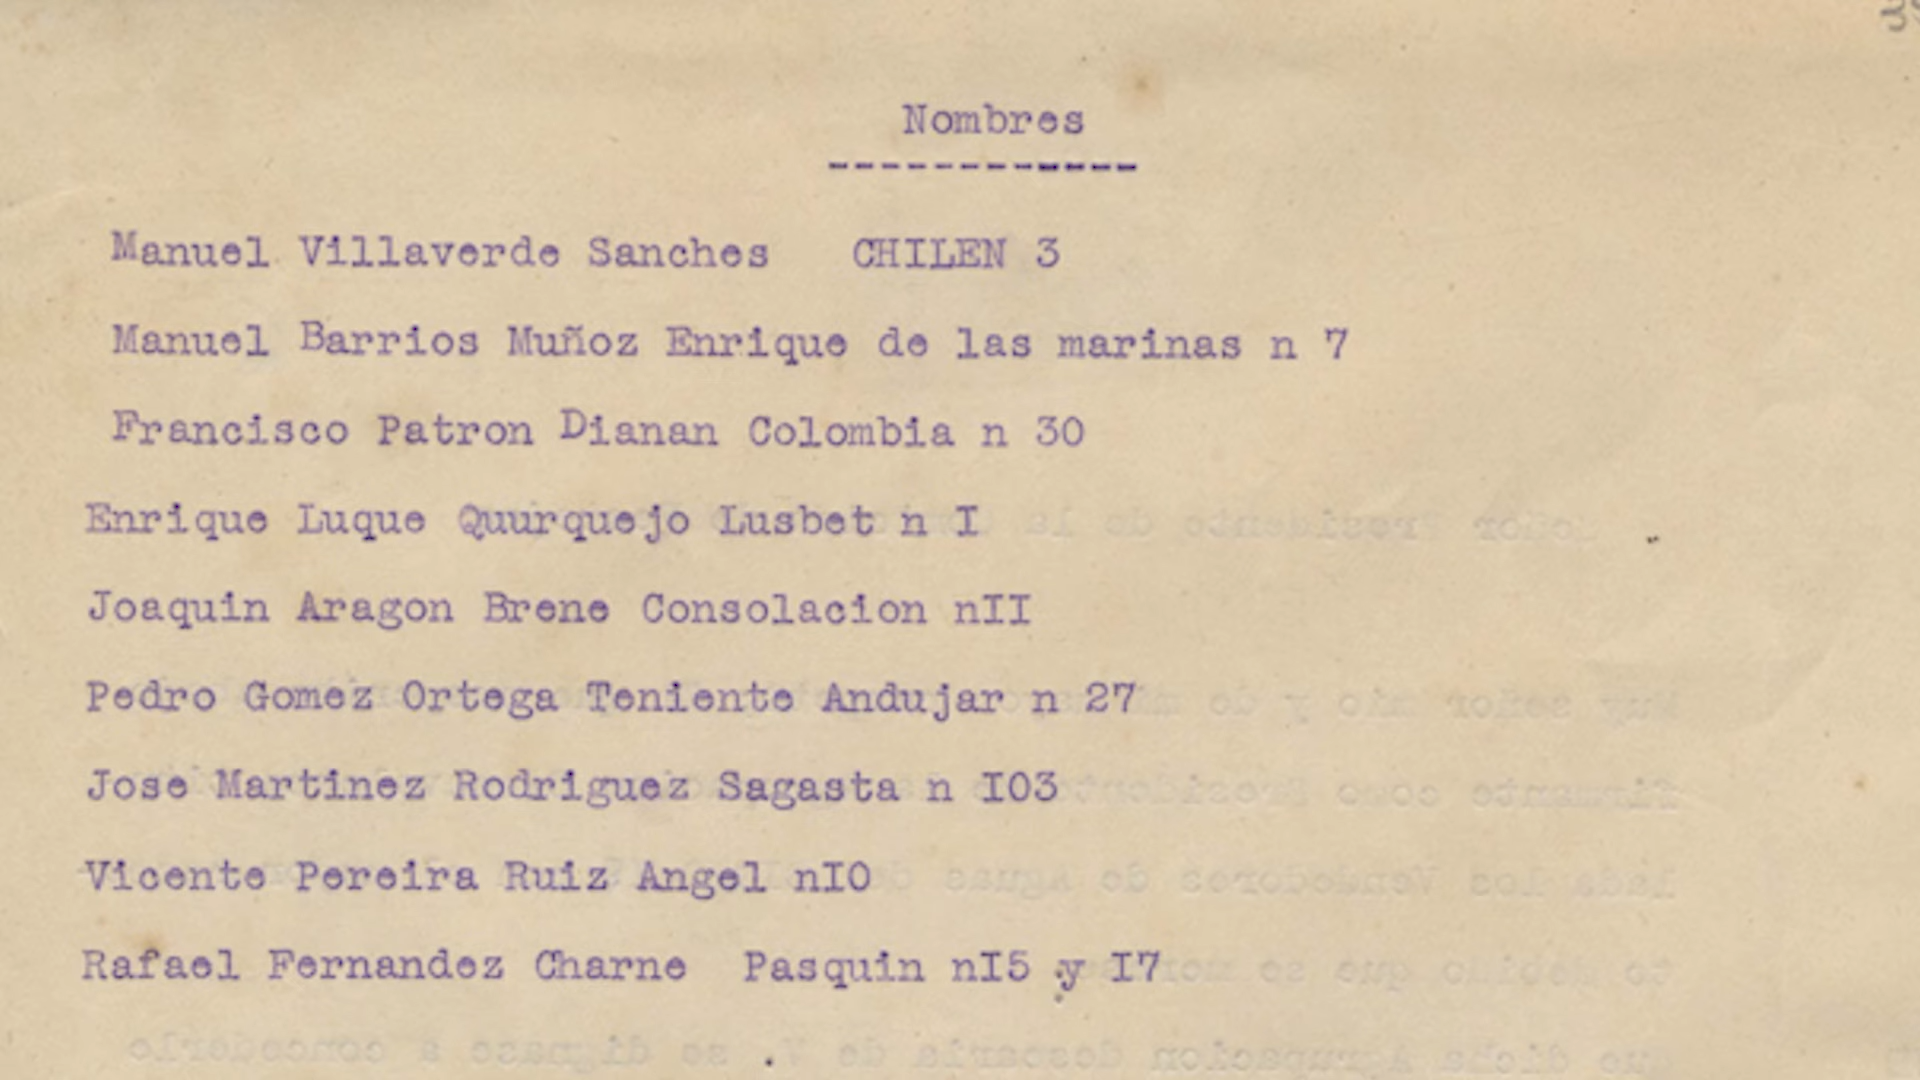 Nombres
------------
Manuel Villaverde Sanches CHILEN 3
Manuel Barrios Muñoz Enrique de las marinas n 7
Francisco Patron Dianan Colombia n 30
Enrique Luque Quurquejo Lusbet n I
Joaquin Aragon Brene Consolacion nII
Pedro Gomez Ortega Teniente Andujar n 27
Jose Martinez Rodriguez Sagasta n I03
Vicente Pereira Ruiz Angel nIO
Rafael Fernandez Charne Pasquin nI5 y I7